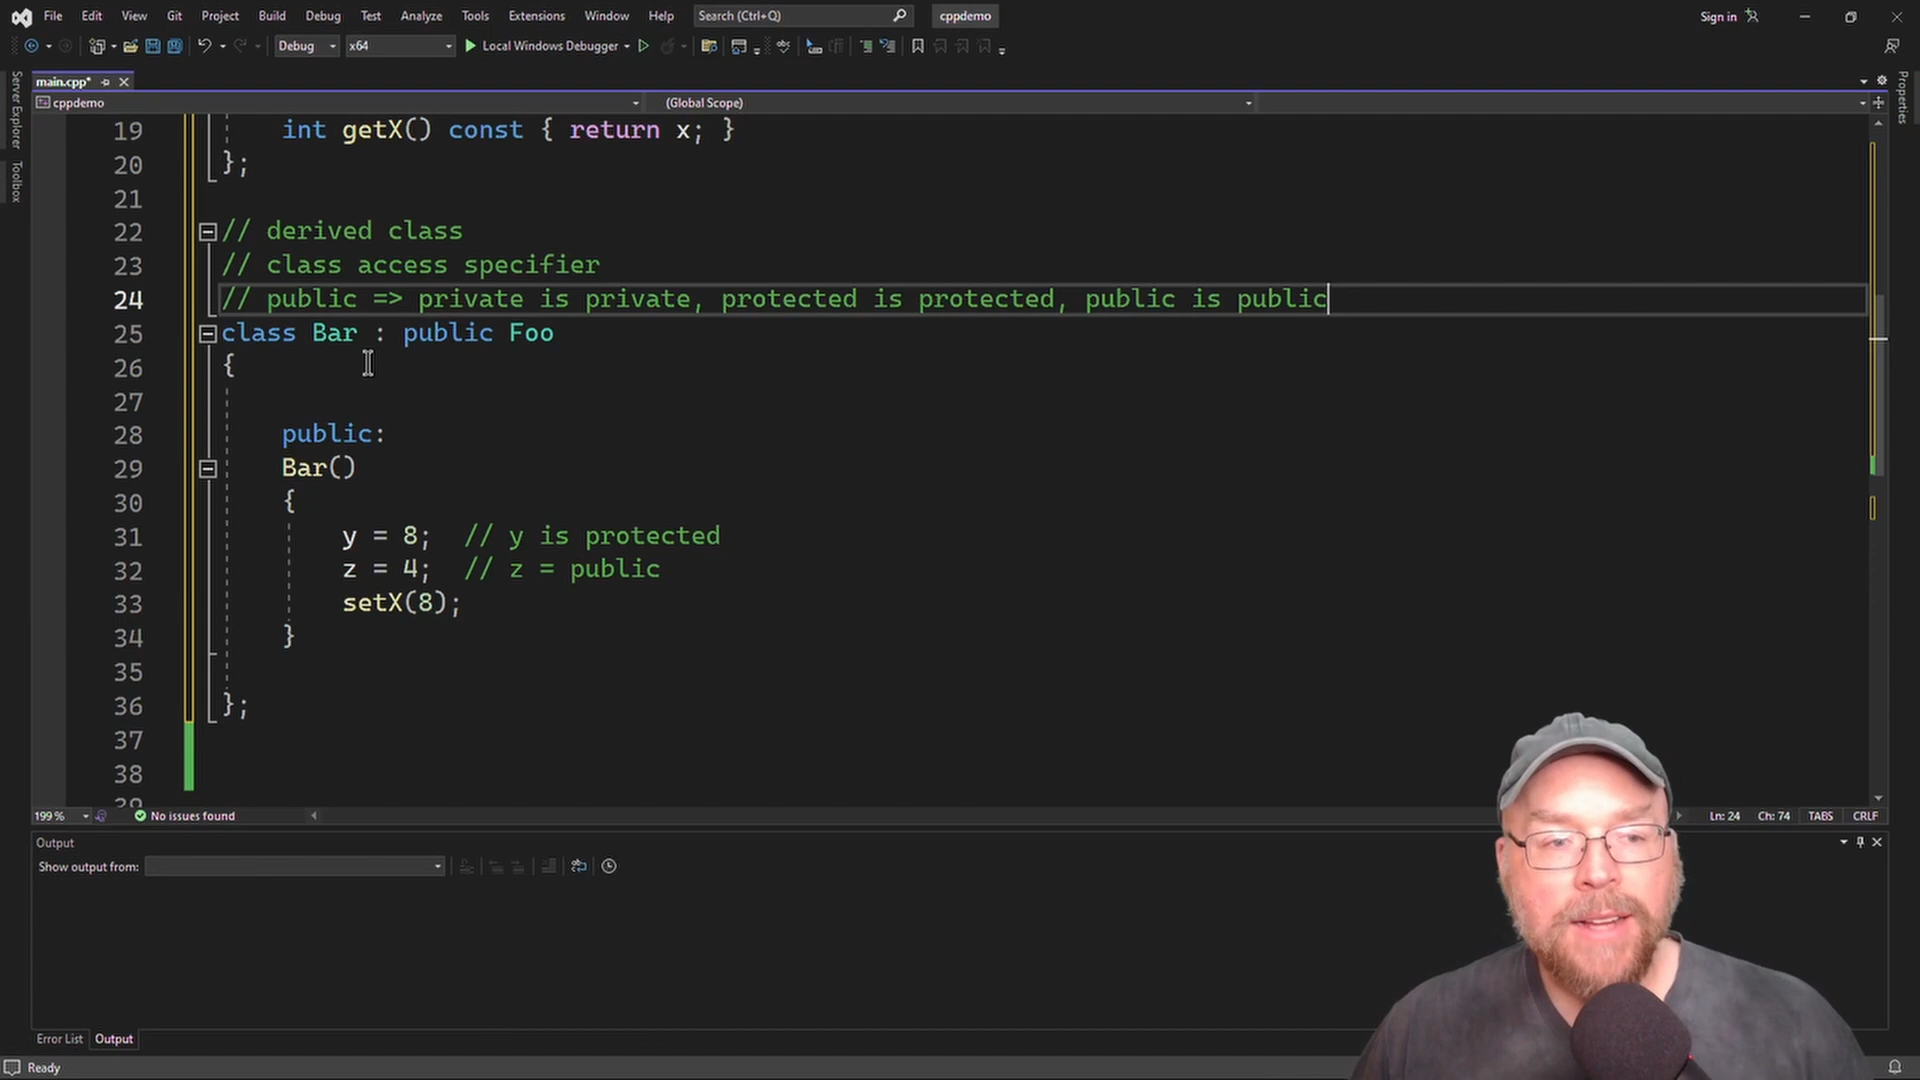 File Edit View Git Project Build Debug Test Analyze Tools Extensions Window Help Search (Ctrl+Q) cppdemo Sign in
Debug x64 Local Windows Debugger
main.cpp*
cppdemo (Global Scope)
Server Explorer
Toolbox
Properties
19 int getX() const { return x; }
20 };
21
22 // derived class
23 // class access specifier
24 // public => private is private, protected is protected, public is public
25 class Bar : public Foo
26 {
27
28 public:
29 Bar()
30 {
31 y = 8; // y is protected
32 z = 4; // z = public
33 setX(8);
34 }
35
36 };
37
38
39
199 % No issues found Ln: 24 Ch: 74 TABS CRLF
Output
Show output from:
Error List Output
Ready